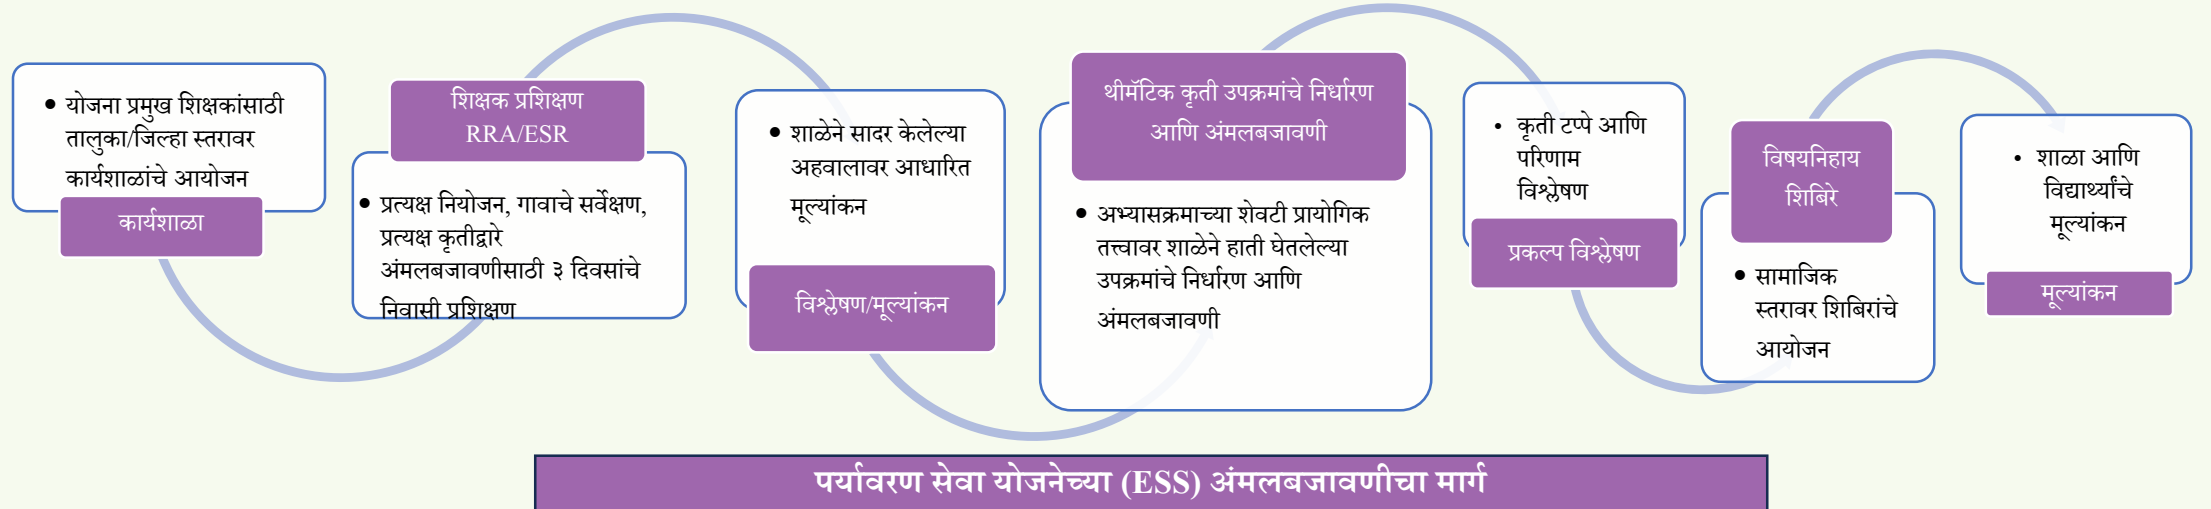 • योजना प्रमुख शिक्षकांसाठी
तालुका/जिल्हा स्तरावर
कार्यशाळांचे आयोजन
कार्यशाळा
शिक्षक प्रशिक्षण
RRA/ESR
• प्रत्यक्ष नियोजन, गावाचे सर्वेक्षण,
प्रत्यक्ष कृतीद्वारे
अंमलबजावणीसाठी ३ दिवसांचे
निवासी प्रशिक्षण
• शाळेने सादर केलेल्या
अहवालावर आधारित
मूल्यांकन
विश्लेषण/मूल्यांकन
थीमॅटिक कृती उपक्रमांचे निर्धारण
आणि अंमलबजावणी
• अभ्यासक्रमाच्या शेवटी प्रायोगिक
तत्त्वावर शाळेने हाती घेतलेल्या
उपक्रमांचे निर्धारण आणि
अंमलबजावणी
• कृती टप्पे आणि
परिणाम
विश्लेषण
प्रकल्प विश्लेषण
विषयनिहाय
शिबिरे
• सामाजिक
स्तरावर शिबिरांचे
आयोजन
• शाळा आणि
विद्यार्थ्यांचे
मूल्यांकन
मूल्यांकन
पर्यावरण सेवा योजनेच्या (ESS) अंमलबजावणीचा मार्ग